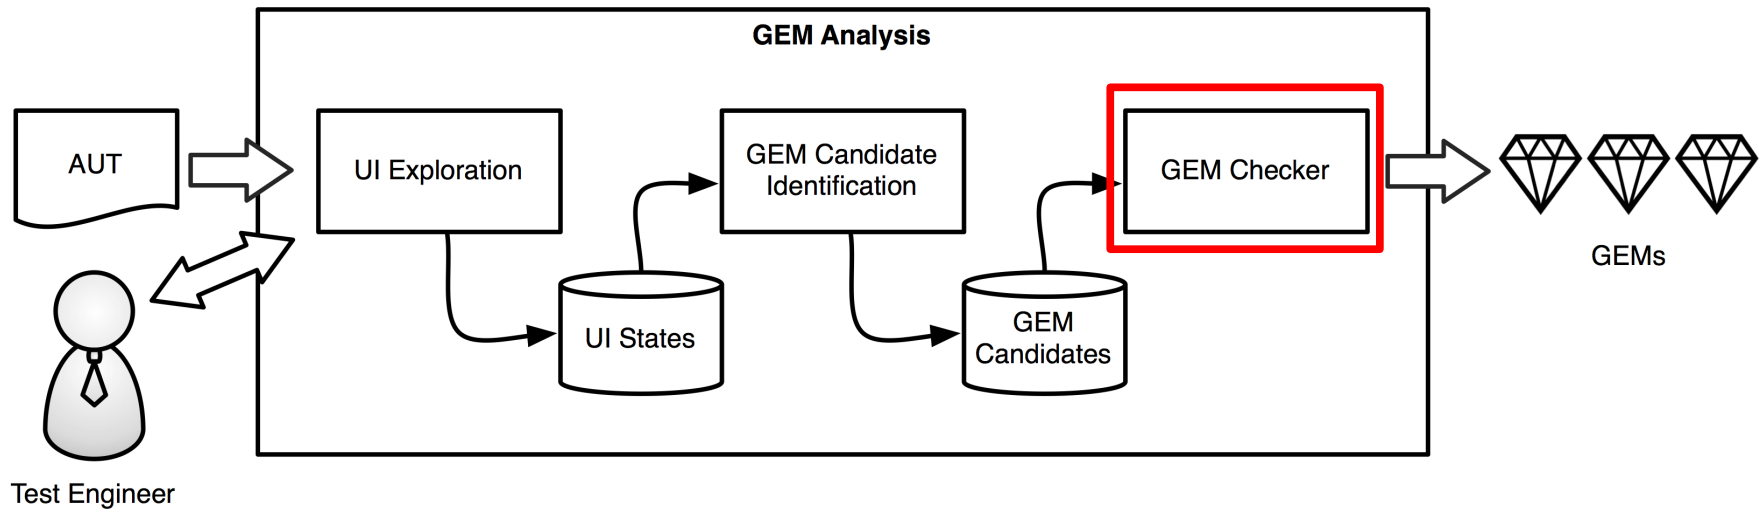 GEM Analysis
AUT
UI Exploration
GEM Candidate
Identification
GEM Checker
UI States
GEM
Candidates
GEMs
Test Engineer